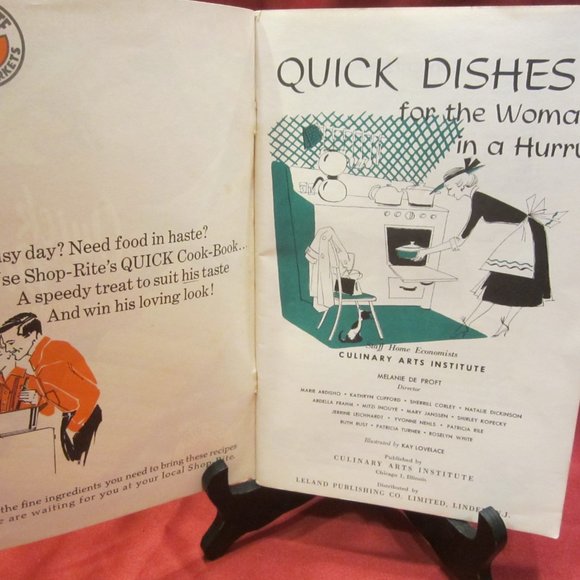 day? Need food in haste?
se Shop-Rite's QUICK Cook-Book...
A speedy treat to suit his taste
And win his loving look!
the fine ingredients you need to bring these recipes
are waiting for you at your local Shop-Rite.
QUICK DISHES
for the Woma
in a Hurry
Staff Home Economists
CULINARY ARTS INSTITUTE
MELANIE DE PROFT
Director
MARIE ARDISHO • KATHRYN CLIFFORD • SHERRILL CORLEY • NATALIE DICKINSON
ARDELLA FRAHM • MITZI INOUYE • MARY JANSSEN • SHIRLEY KOPECKY
JERRINE LEICHHARDT • YVONNE NEHLS • PATRICIA RILE
RUTH RUST • PATRICIA TURNER • ROSELYN WHITE
Illustrated by KAY LOVELACE
Published by
CULINARY ARTS INSTITUTE
Chicago 1, Illinois
Distributed by
LELAND PUBLISHING CO. LIMITED, LINDEN J.